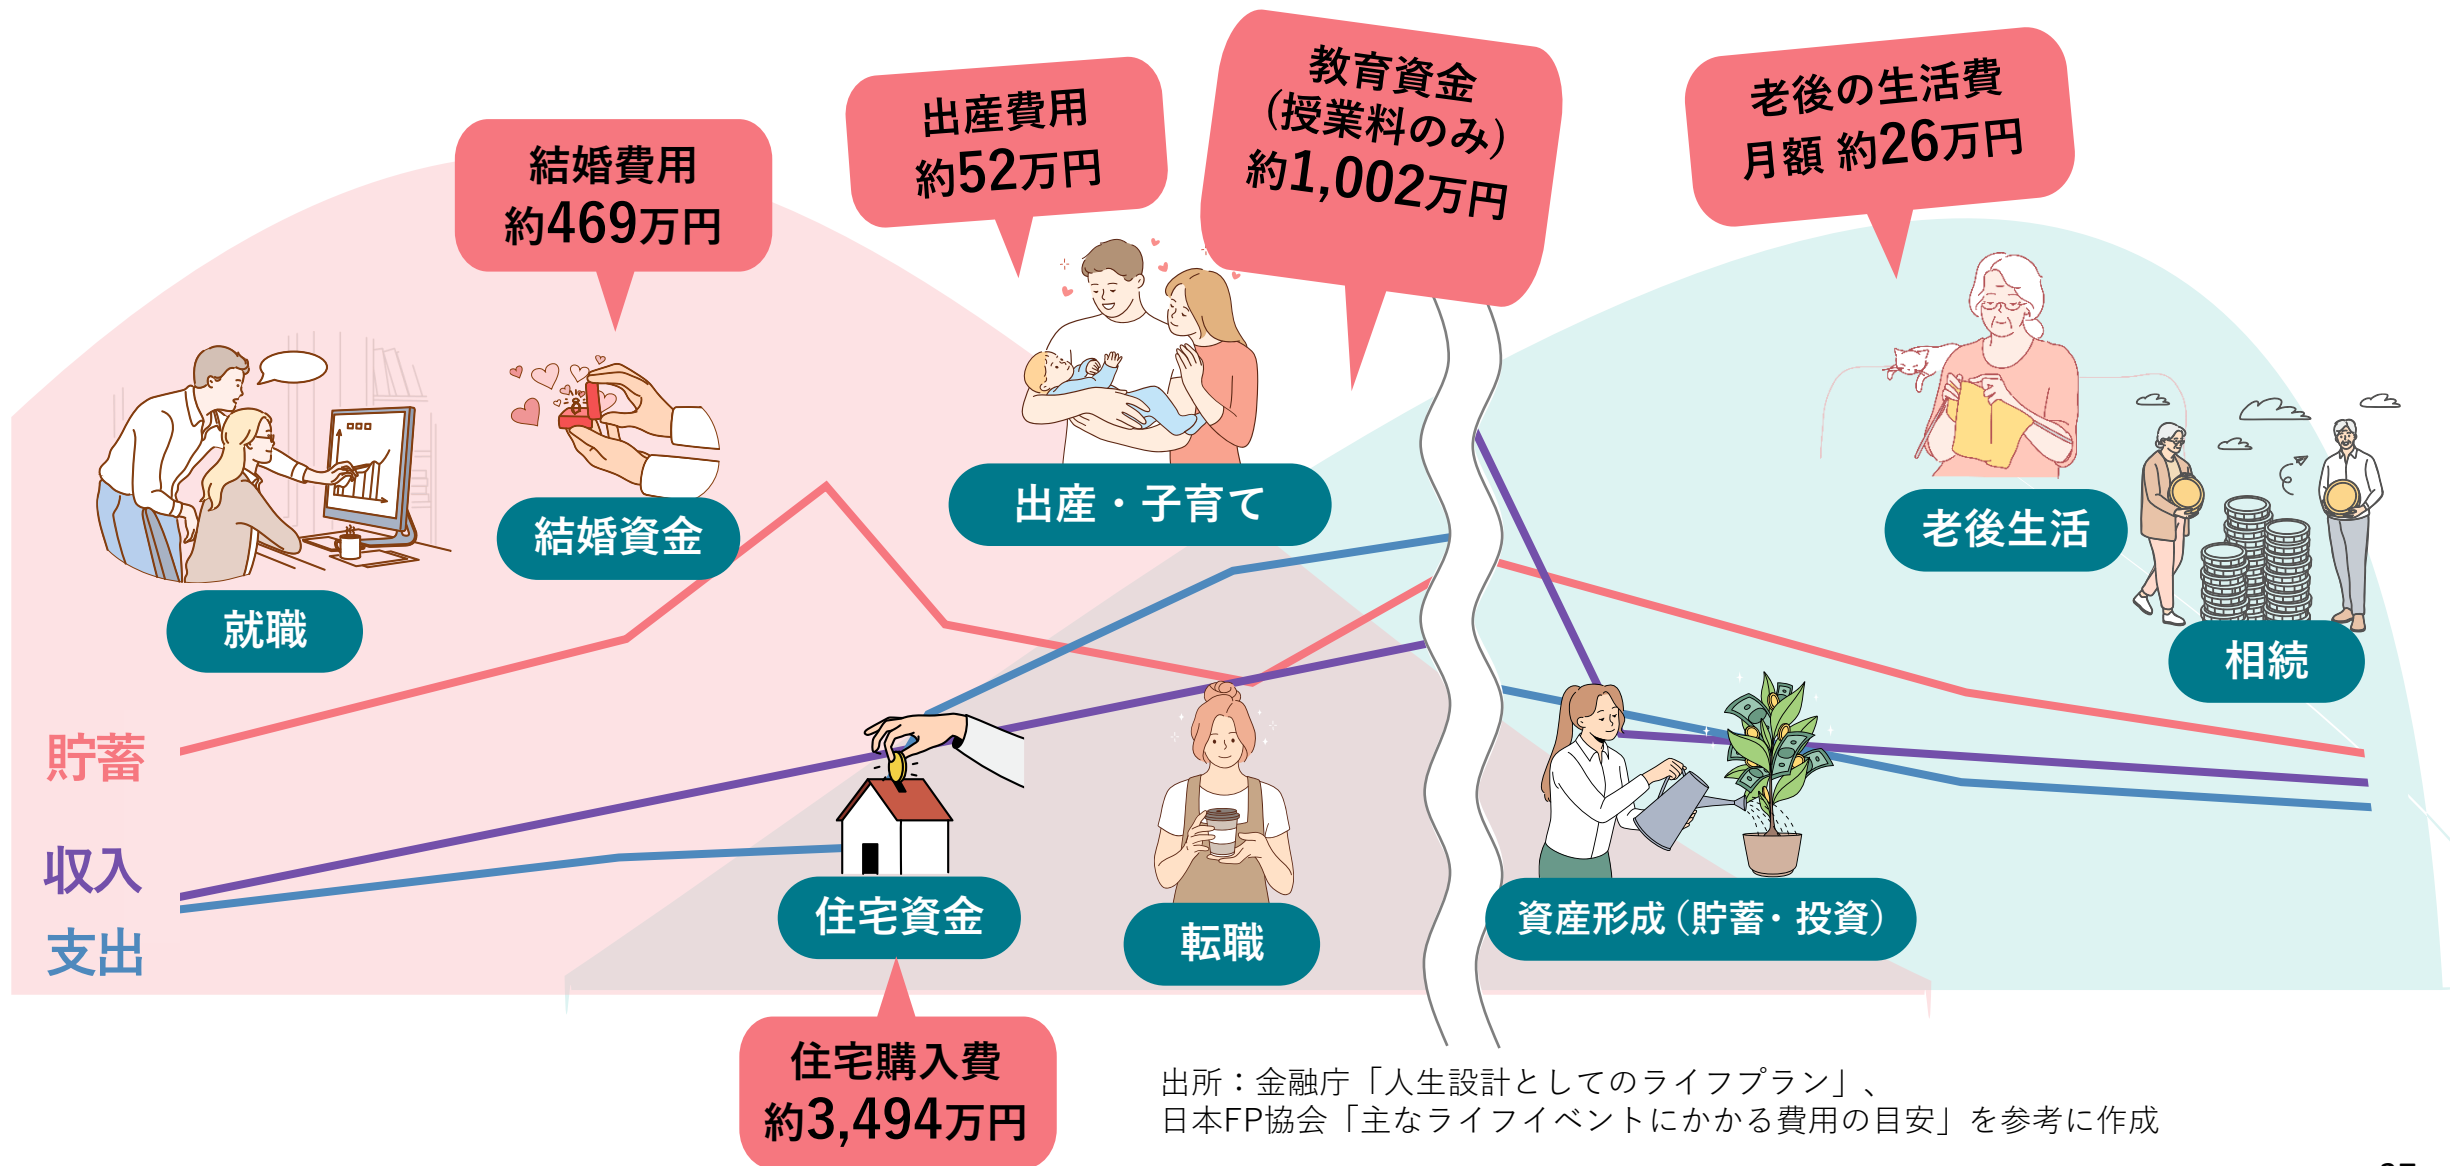 結婚費用
約469万円
出産費用
約52万円
教育資金
(授業料のみ)
約1,002万円
老後の生活費
月額 約26万円
就職
結婚資金
出産・子育て
老後生活
相続
貯蓄
収入
支出
住宅資金
転職
資産形成(貯蓄・投資)
住宅購入費
約3,494万円
出所:金融庁「人生設計としてのライフプラン」、
日本FP協会「主なライフイベントにかかる費用の目安」を参考に作成